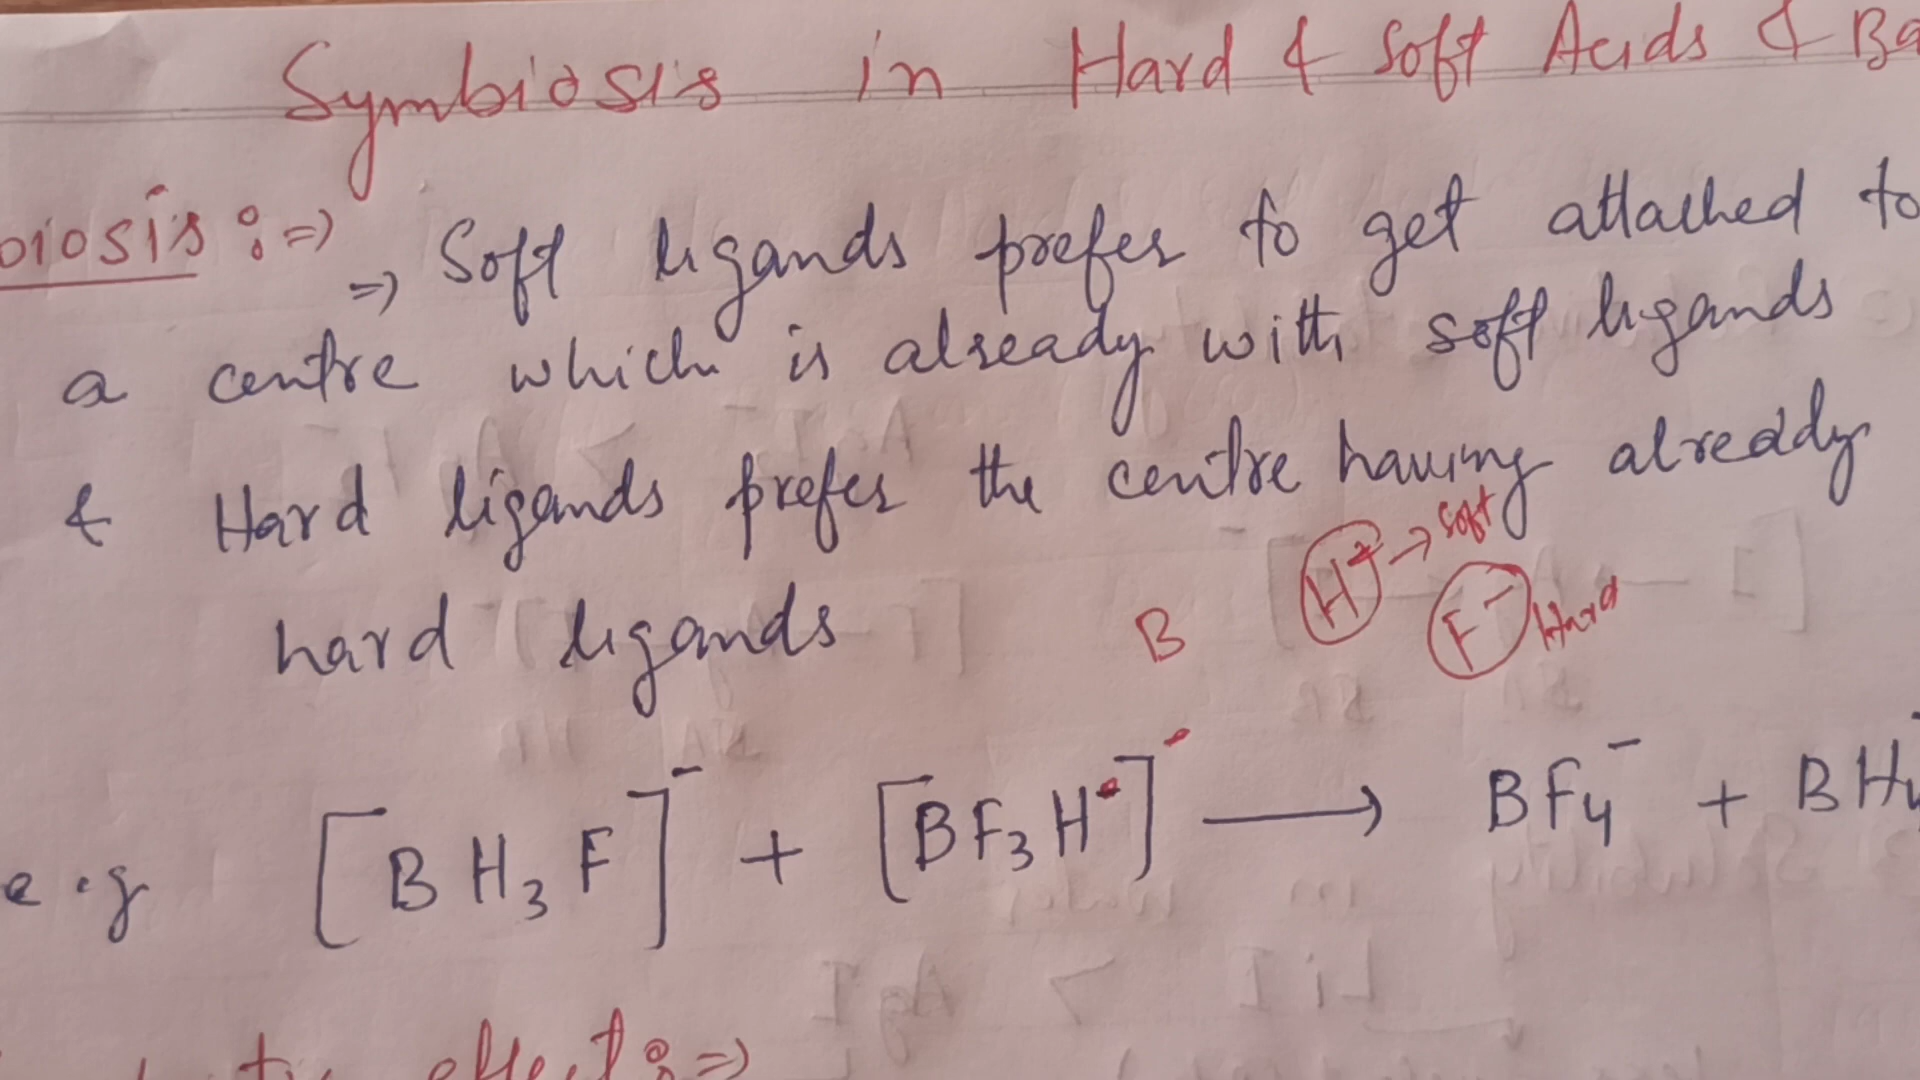 Symbiosis in Hard & Soft Acids & Ba
biosis :⇒
⇒ Soft ligands prefer to get attached to
a centre which is already with soft ligands
& Hard ligands prefer the centre having already
hard ligands
B H⁺ → soft F⁻ Hard
e.g [BH₃F]⁻ + [BF₃H]⁻ ⟶ BF₄⁻ + BH₄
effect :⇒